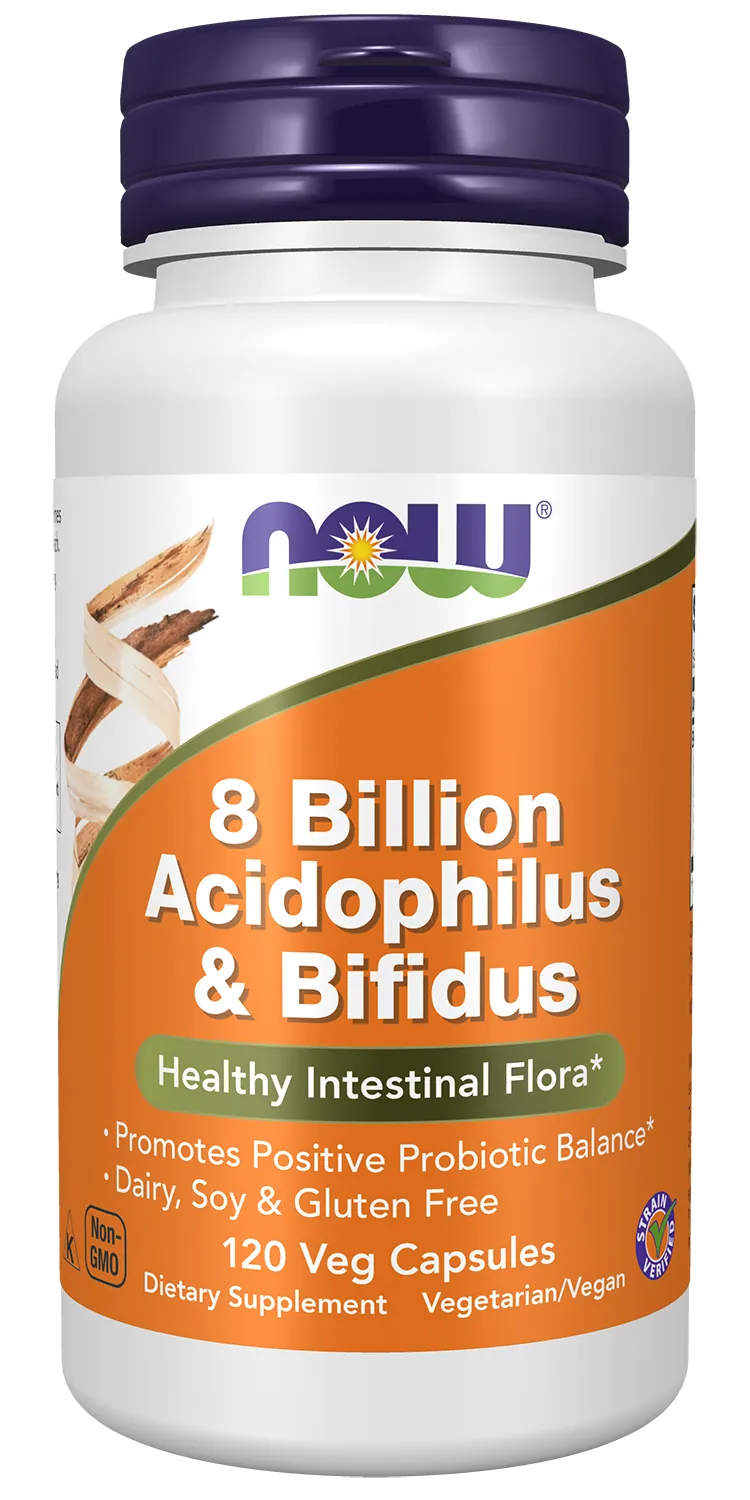 NOW®
8 Billion
Acidophilus
& Bifidus
Healthy Intestinal Flora*
• Promotes Positive Probiotic Balance*
• Dairy, Soy & Gluten Free
K
Non-
GMO
120 Veg Capsules
STRAIN
VERIFIED
Dietary Supplement Vegetarian/Vegan